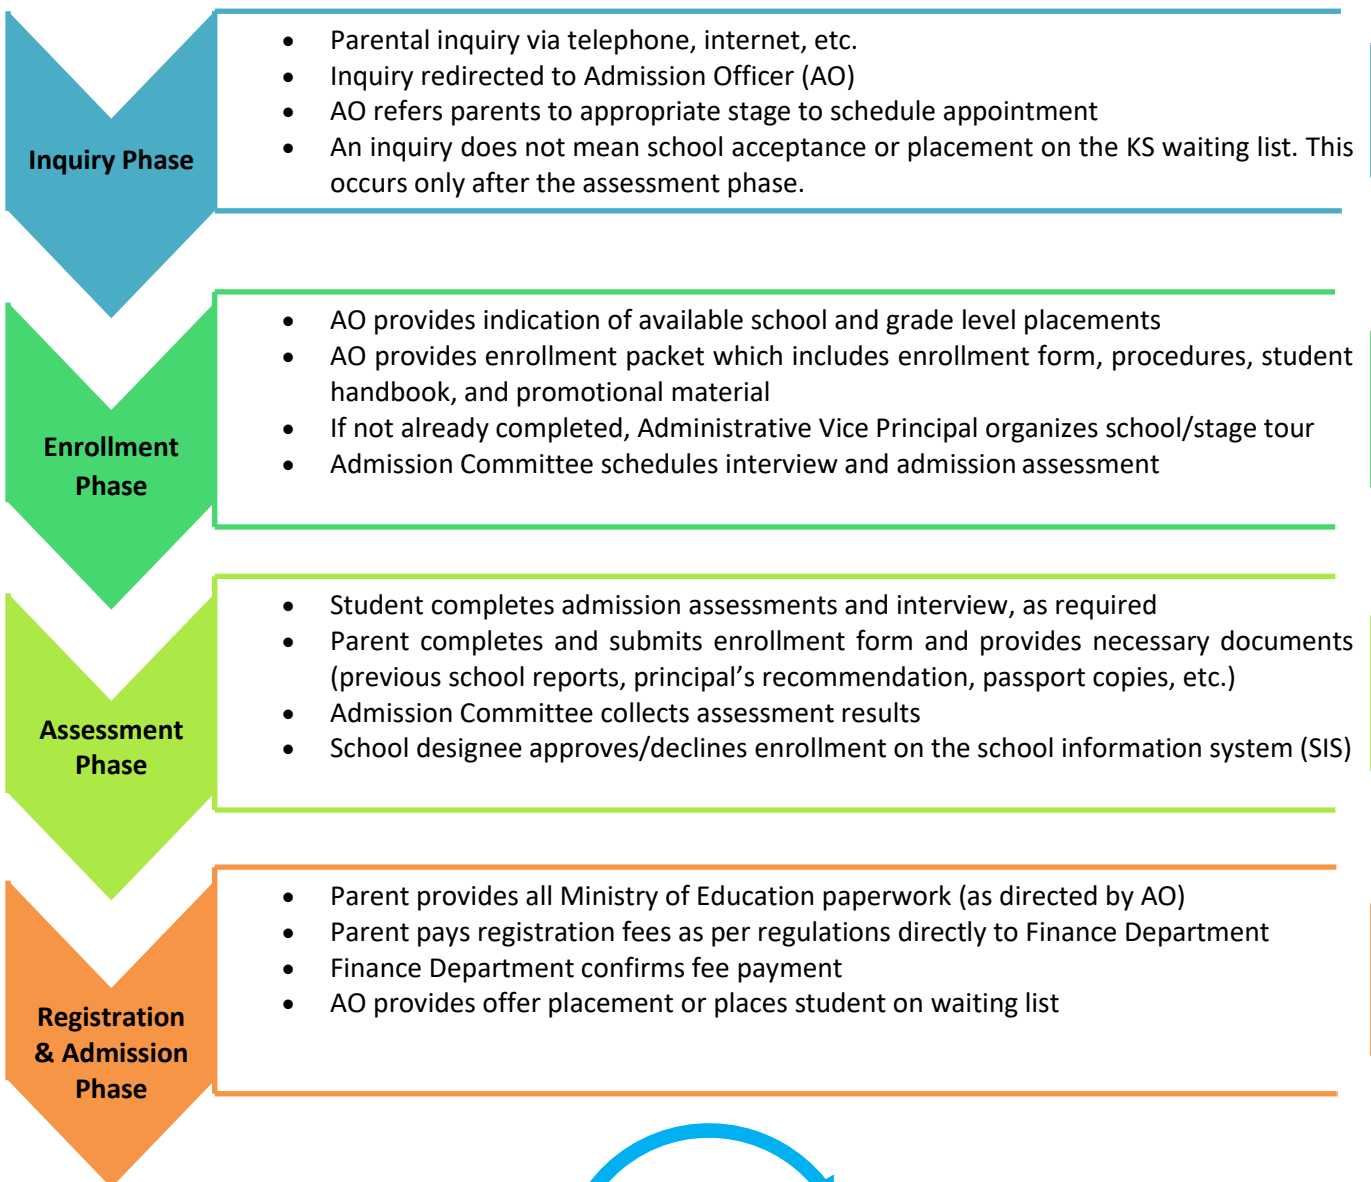 Inquiry Phase
• Parental inquiry via telephone, internet, etc.
• Inquiry redirected to Admission Officer (AO)
• AO refers parents to appropriate stage to schedule appointment
• An inquiry does not mean school acceptance or placement on the KS waiting list. This
occurs only after the assessment phase.
Enrollment
Phase
• AO provides indication of available school and grade level placements
• AO provides enrollment packet which includes enrollment form, procedures, student
handbook, and promotional material
• If not already completed, Administrative Vice Principal organizes school/stage tour
• Admission Committee schedules interview and admission assessment
Assessment
Phase
• Student completes admission assessments and interview, as required
• Parent completes and submits enrollment form and provides necessary documents
(previous school reports, principal’s recommendation, passport copies, etc.)
• Admission Committee collects assessment results
• School designee approves/declines enrollment on the school information system (SIS)
Registration
& Admission
Phase
• Parent provides all Ministry of Education paperwork (as directed by AO)
• Parent pays registration fees as per regulations directly to Finance Department
• Finance Department confirms fee payment
• AO provides offer placement or places student on waiting list